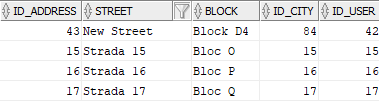 ID_ADDRESS STREET BLOCK ID_CITY ID_USER
43 New Street Block D4 84 42
15 Strada 15 Bloc O 15 15
16 Strada 16 Bloc P 16 16
17 Strada 17 Bloc Q 17 17